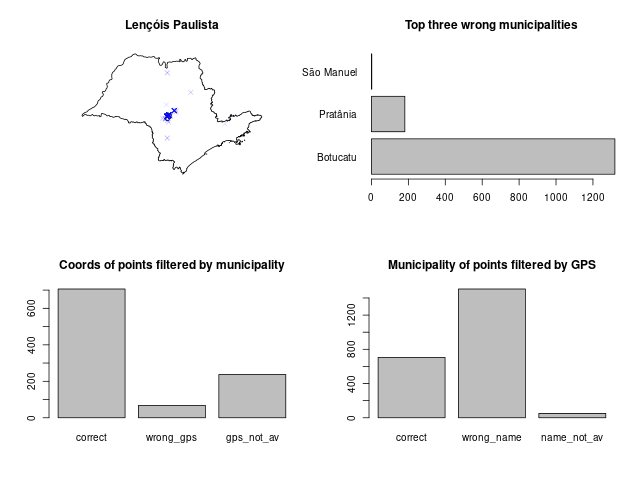 Lençóis Paulista
Top three wrong municipalities
São Manuel
Pratânia
Botucatu
0 200 400 600 800 1000 1200
Coords of points filtered by municipality
0 200 400 600
correct wrong_gps gps_not_av
Municipality of points filtered by GPS
0 400 800 1200
correct wrong_name name_not_av